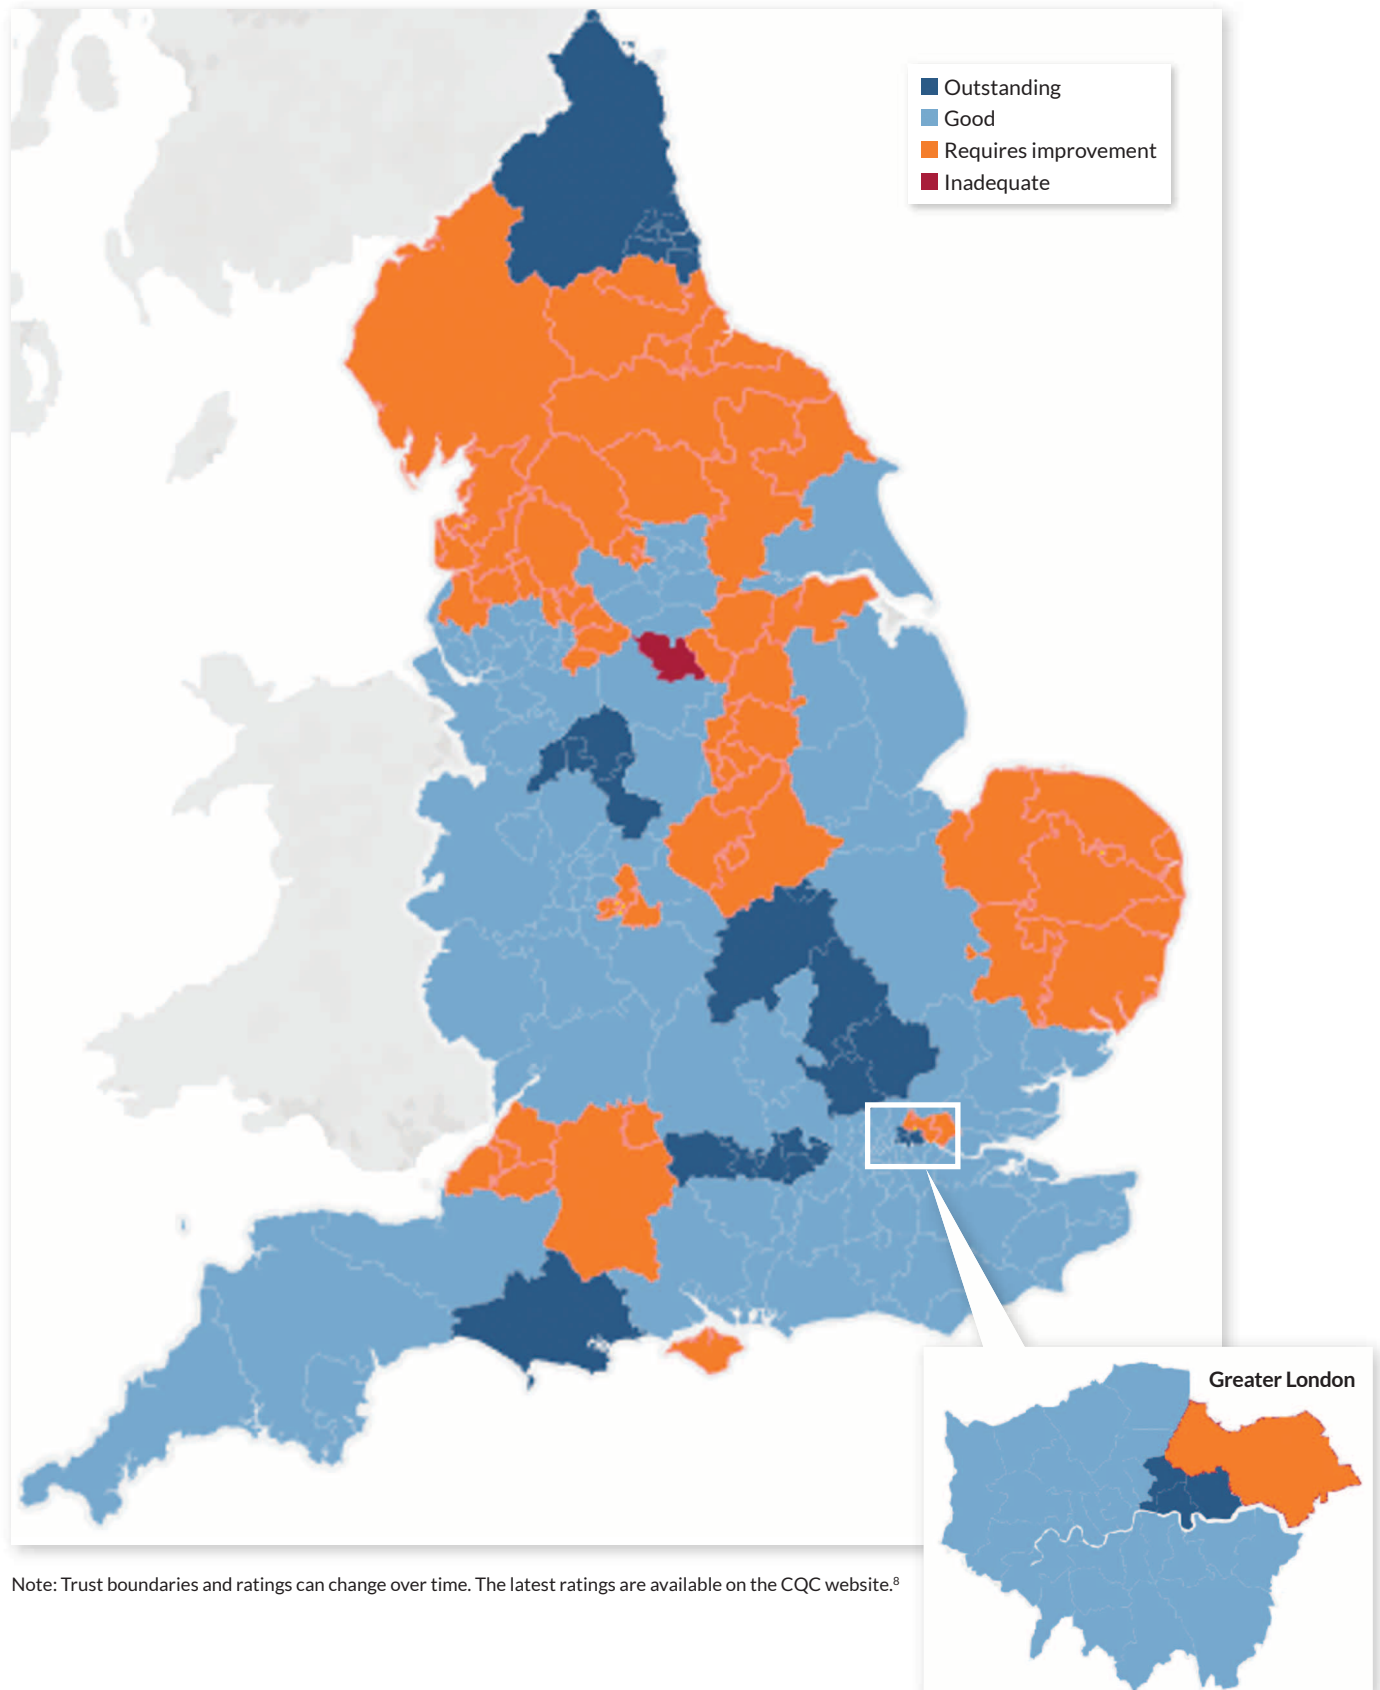 Outstanding
Good
Requires improvement
Inadequate
Greater London
Note: Trust boundaries and ratings can change over time. The latest ratings are available on the CQC website.⁸